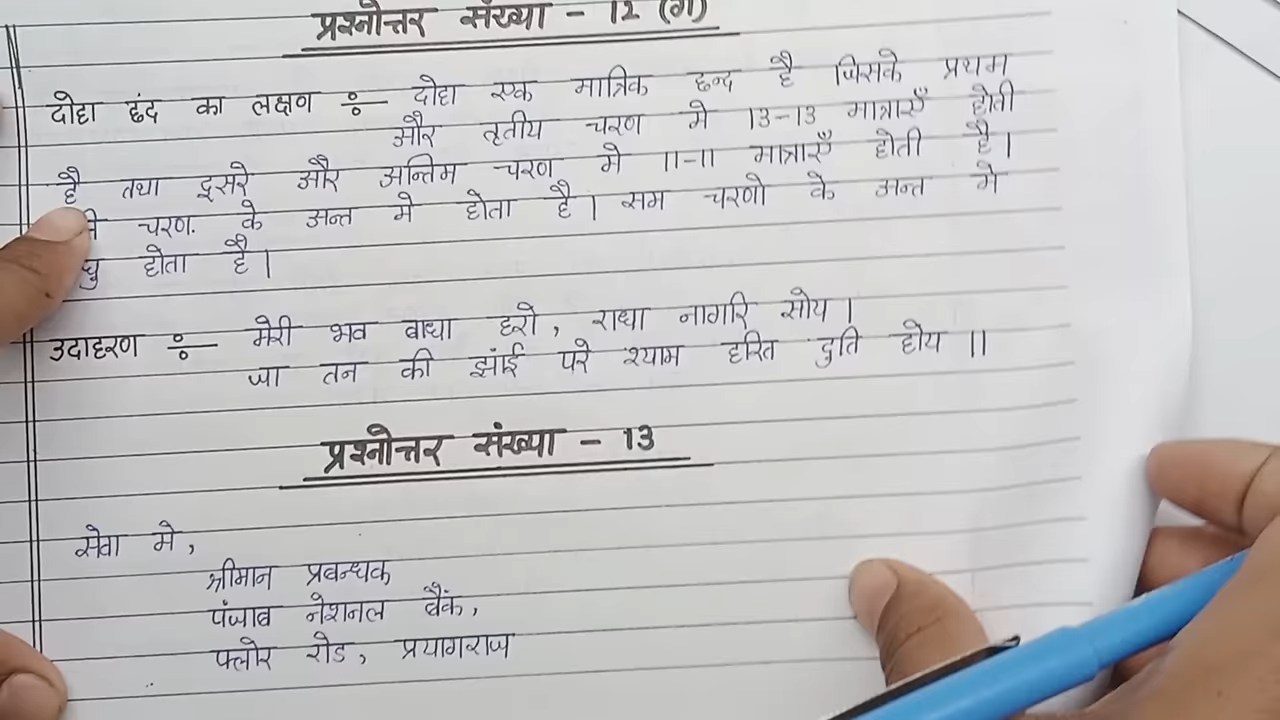 प्रश्नोत्तर संख्या - 12 (ग)
दोहा छंद का लक्षण ÷ दोहा एक मात्रिक छन्द है जिसके प्रथम
और तृतीय चरण मे 13-13 मात्राएँ होती
है तथा दूसरे और अन्तिम चरण मे 11-11 मात्राएँ होती है।
चरण. के अन्त मे होता है। सम चरणो के अन्त मे
होता है।
उदाहरण ÷ मेरी भव बाधा हरो, राधा नागरि सोय।
जा तन की झांई परे श्याम हरित दुति होय ॥
प्रश्नोत्तर संख्या - 13
सेवा मे,
श्रीमान प्रबन्धक
पंजाब नेशनल बैंक,
फ्लोर रोड, प्रयागराज